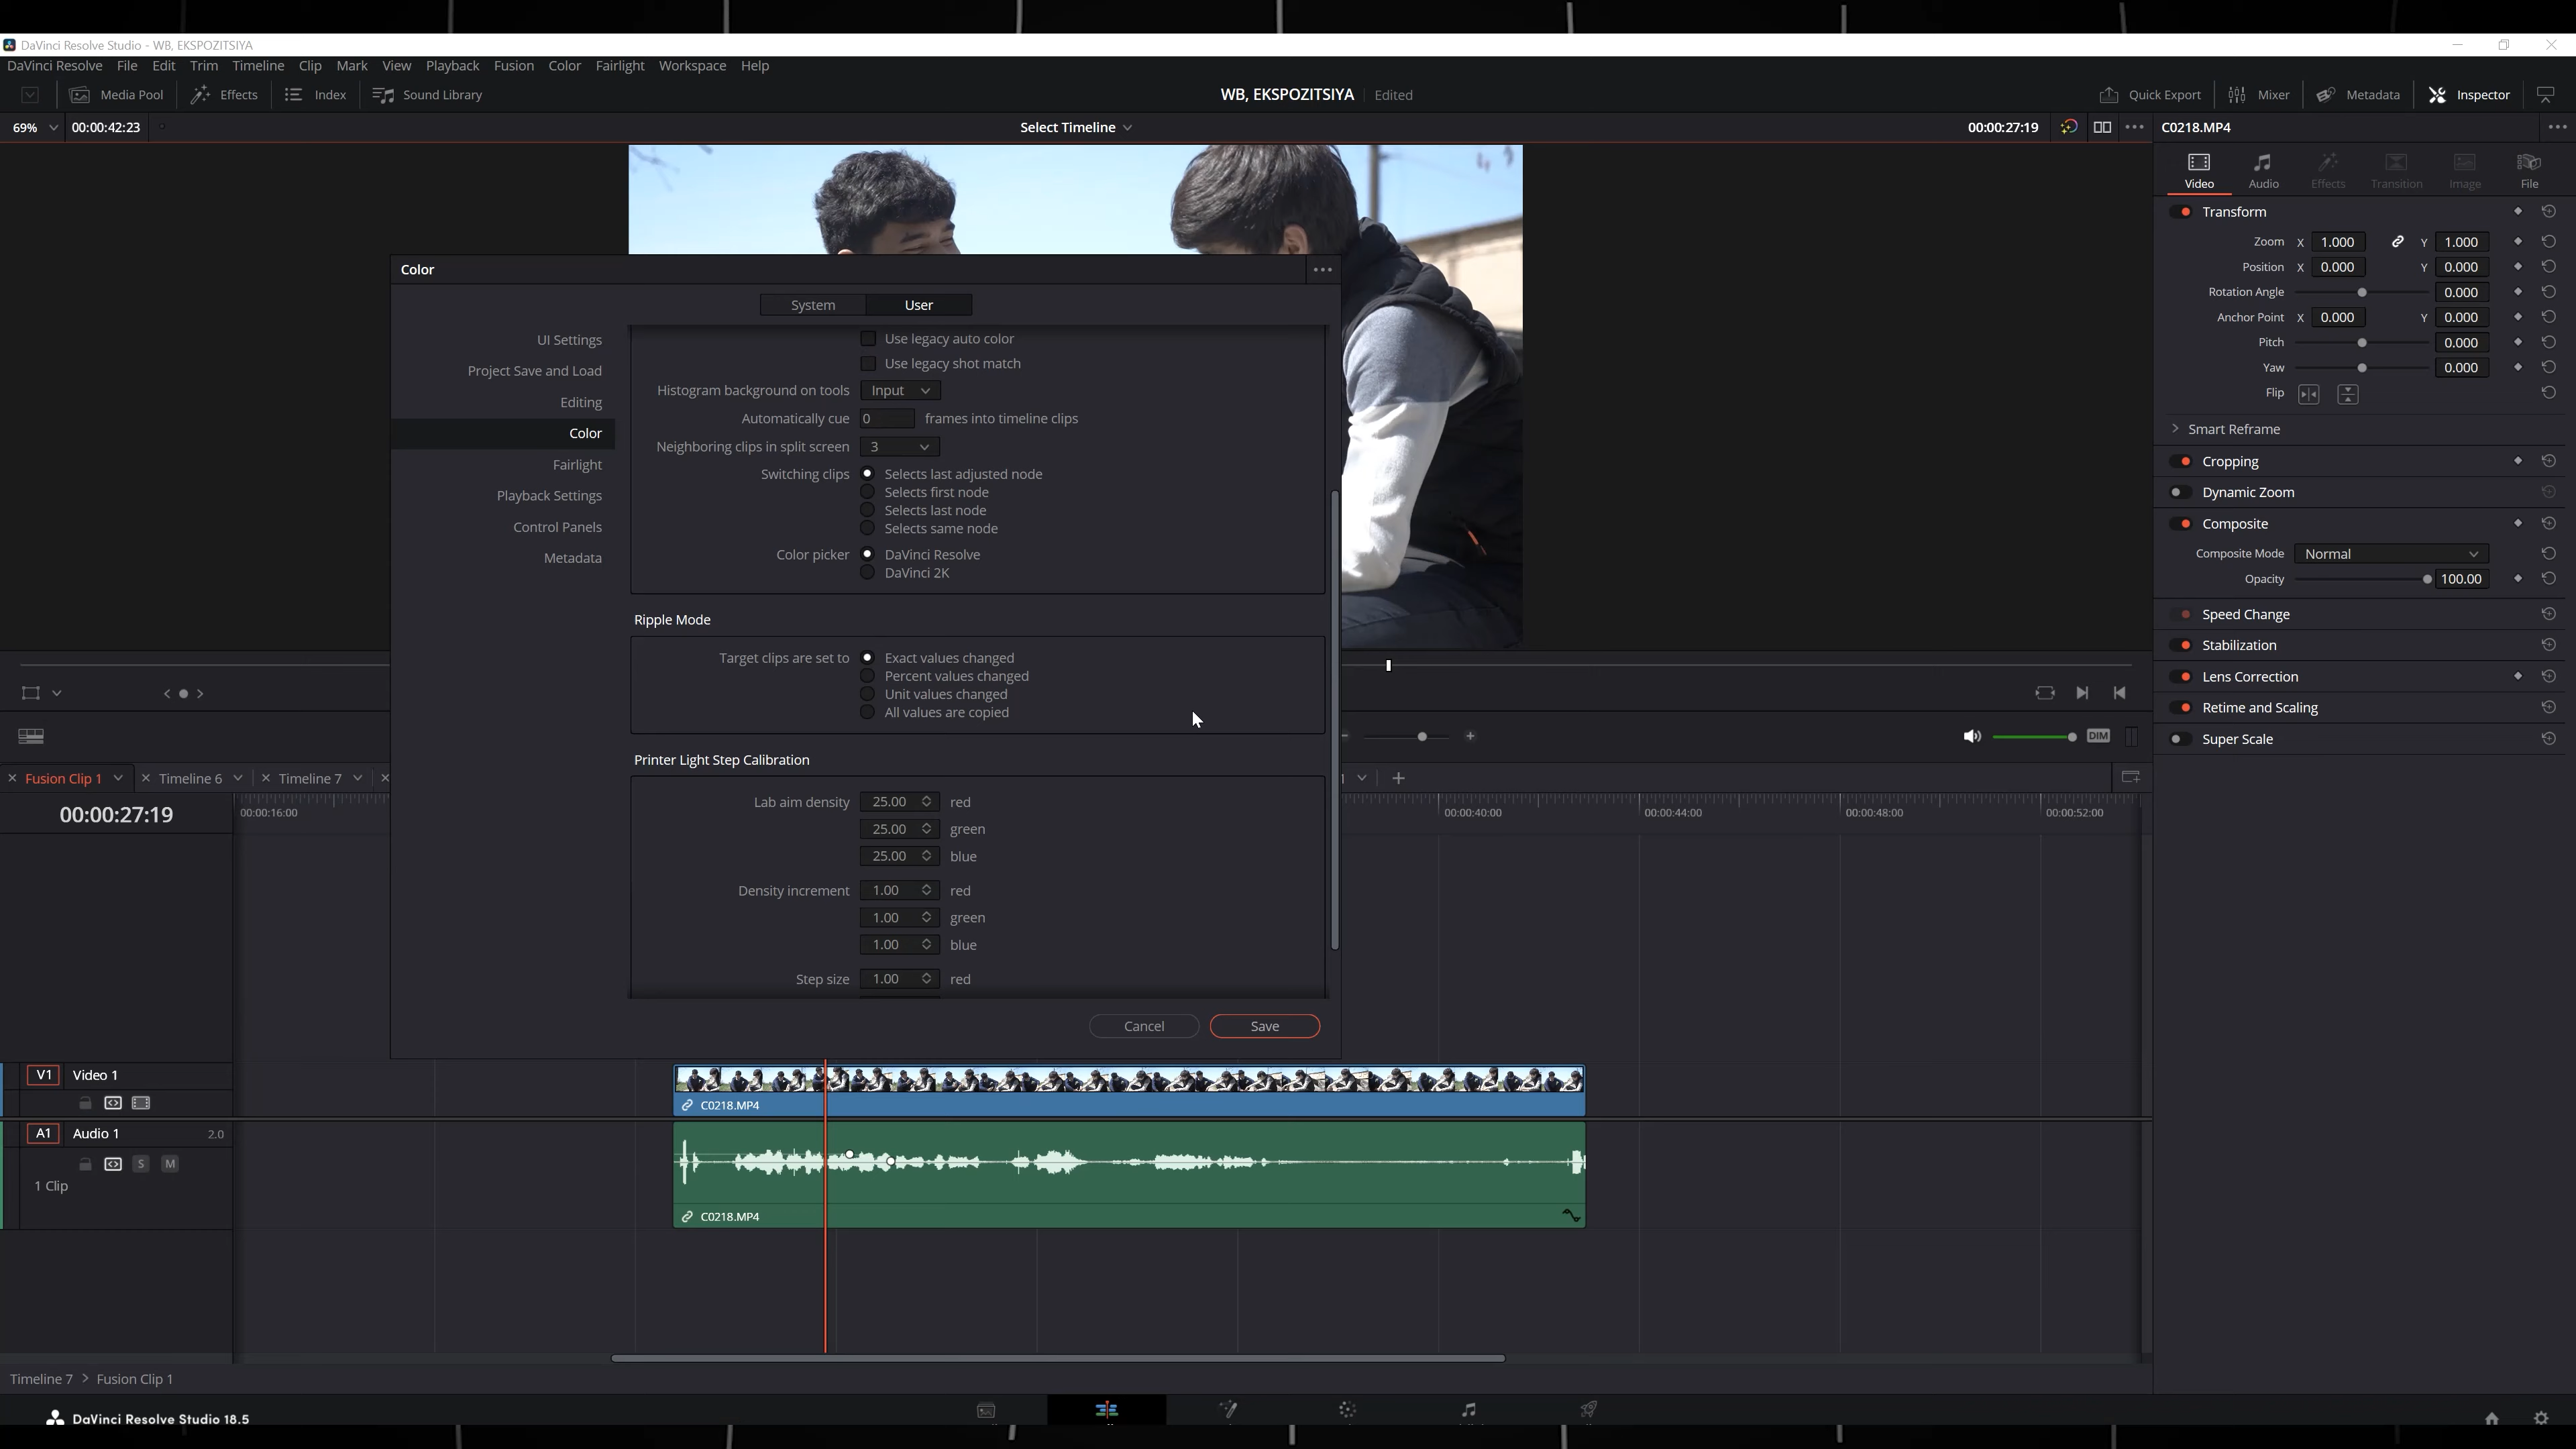 DaVinci Resolve Studio - WB, EKSPOZITSIYA
DaVinci Resolve File Edit Trim Timeline Clip Mark View Playback Fusion Color Fairlight Workspace Help
Media Pool Effects Index Sound Library WB, EKSPOZITSIYA Edited Quick Export Mixer Metadata Inspector
69% 00:00:42:23 Select Timeline 00:00:27:19 C0218.MP4
Video Audio Effects Transition Image File
Transform
Zoom X 1.000 Y 1.000
Position X 0.000 Y 0.000
Rotation Angle 0.000
Anchor Point X 0.000 Y 0.000
Pitch 0.000
Yaw 0.000
Flip
Smart Reframe
Cropping
Dynamic Zoom
Composite
Composite Mode Normal
Opacity 100.00
Speed Change
Stabilization
Lens Correction
Retime and Scaling
Super Scale
Color
System User
UI Settings
Project Save and Load
Editing
Color
Fairlight
Playback Settings
Control Panels
Metadata
Use legacy auto color
Use legacy shot match
Histogram background on tools Input
Automatically cue 0 frames into timeline clips
Neighboring clips in split screen 3
Switching clips Selects last adjusted node
Selects first node
Selects last node
Selects same node
Color picker DaVinci Resolve
DaVinci 2K
Ripple Mode
Target clips are set to Exact values changed
Percent values changed
Unit values changed
All values are copied
Printer Light Step Calibration
Lab aim density 25.00 red
25.00 green
25.00 blue
Density increment 1.00 red
1.00 green
1.00 blue
Step size 1.00 red
Cancel Save
DIM
Fusion Clip 1 Timeline 6 Timeline 7
00:00:27:19 00:00:16:00 00:00:40:00 00:00:44:00 00:00:48:00 00:00:52:00
V1 Video 1
C0218.MP4
A1 Audio 1 2.0
S M
1 Clip
C0218.MP4
Timeline 7 > Fusion Clip 1
DaVinci Resolve Studio 18.5